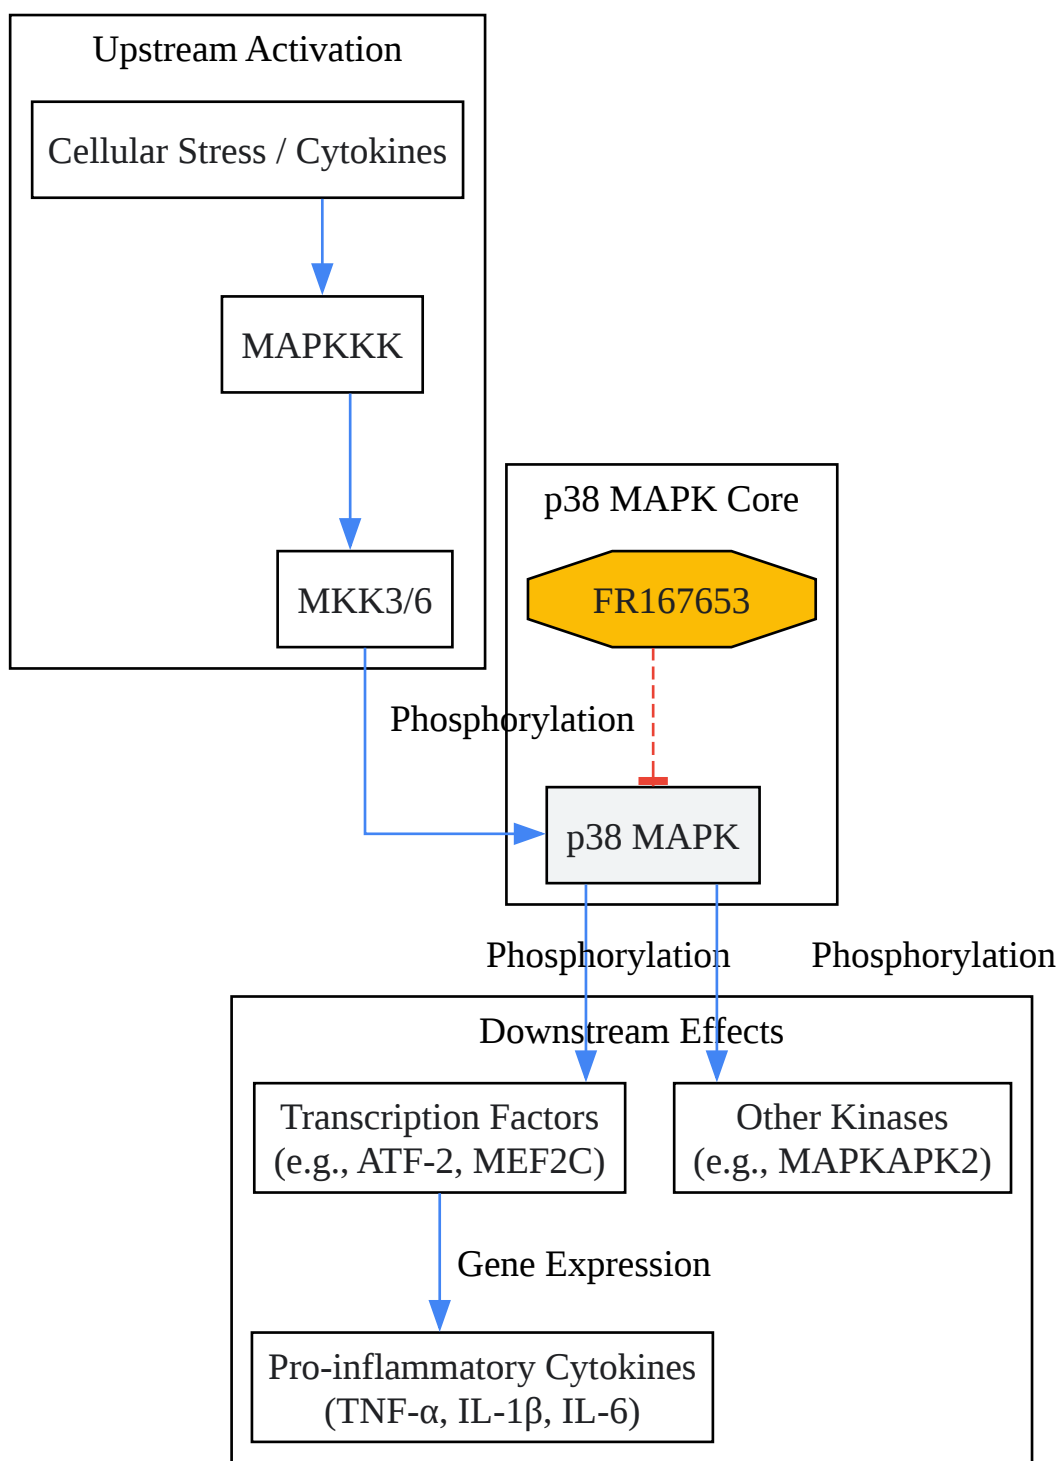 Upstream Activation
Cellular Stress / Cytokines
MAPKKK
p38 MAPK Core
MKK3/6
FR167653
Phosphorylation
p38 MAPK
Phosphorylation
Phosphorylation
Downstream Effects
Transcription Factors
(e.g., ATF-2, MEF2C)
Other Kinases
(e.g., MAPKAPK2)
Gene Expression
Pro-inflammatory Cytokines
(TNF-α, IL-1β, IL-6)